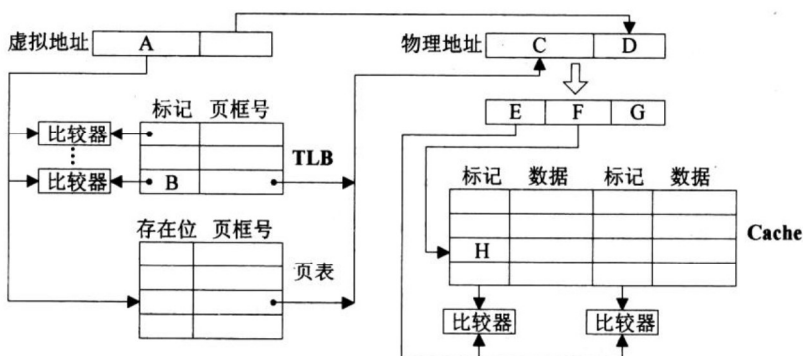 虚拟地址 A
物理地址 C D
E F G
标记 页框号
比较器
比较器
B
TLB
存在位 页框号
页表
标记 数据 标记 数据
H
Cache
比较器 比较器